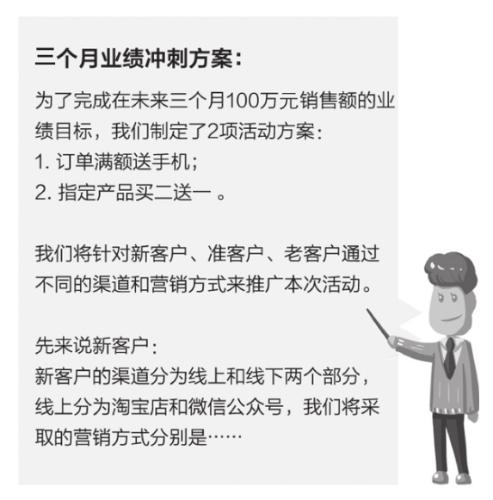 三个月业绩冲刺方案：
为了完成在未来三个月100万元销售额的业
绩目标，我们制定了2项活动方案：
1. 订单满额送手机；
2. 指定产品买二送一 。
我们将针对新客户、准客户、老客户通过
不同的渠道和营销方式来推广本次活动。
先来说新客户：
新客户的渠道分为线上和线下两个部分，
线上分为淘宝店和微信公众号，我们将采
取的营销方式分别是……